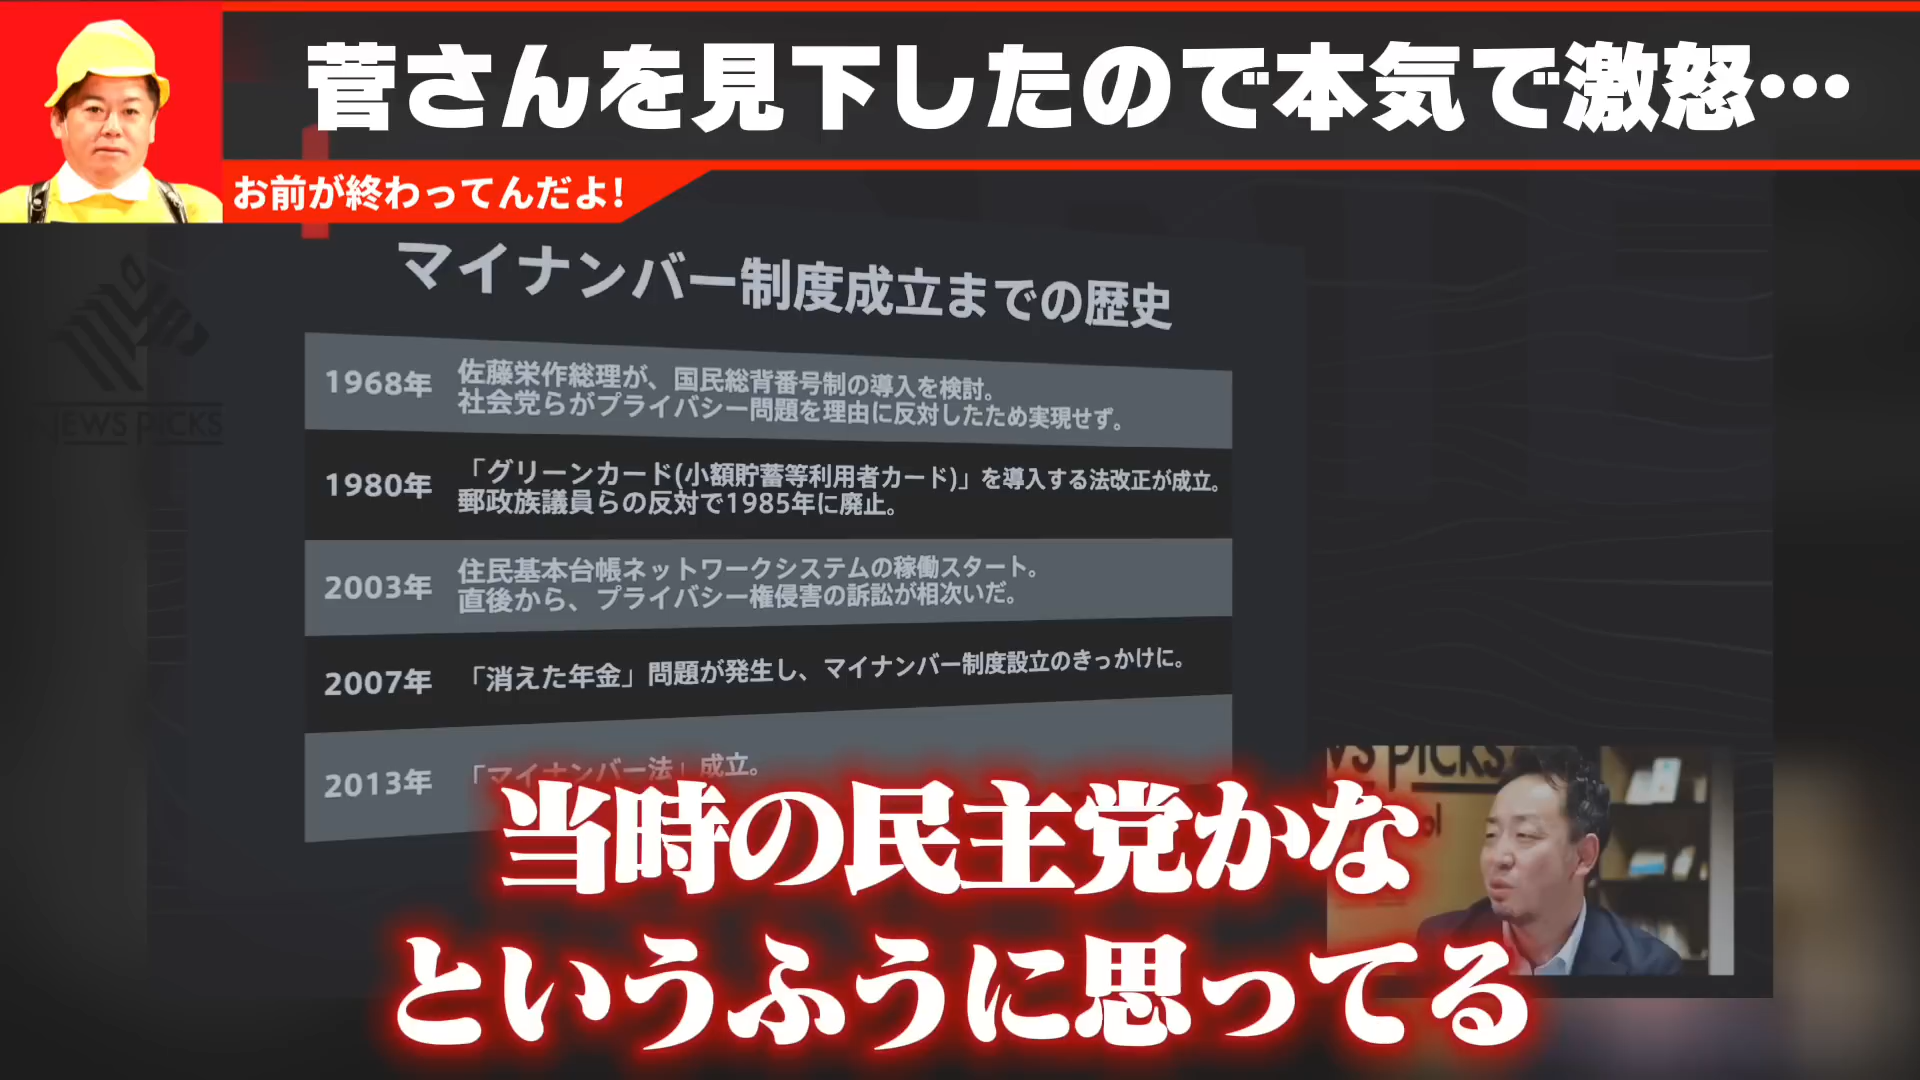 菅さんを見下したので本気で激怒…
お前が終わってんだよ!
マイナンバー制度成立までの歴史
NEWS PICKS
1968年
佐藤栄作総理が、国民総背番号制の導入を検討。
社会党らがプライバシー問題を理由に反対したため実現せず。
1980年
「グリーンカード(小額貯蓄等利用者カード)」を導入する法改正が成立。
郵政族議員らの反対で1985年に廃止。
2003年
住民基本台帳ネットワークシステムの稼働スタート。
直後から、プライバシー権侵害の訴訟が相次いだ。
2007年
「消えた年金」問題が発生し、マイナンバー制度設立のきっかけに。
2013年
「マイナンバー法」成立。
WS PICKS
当時の民主党かな
というふうに思ってる